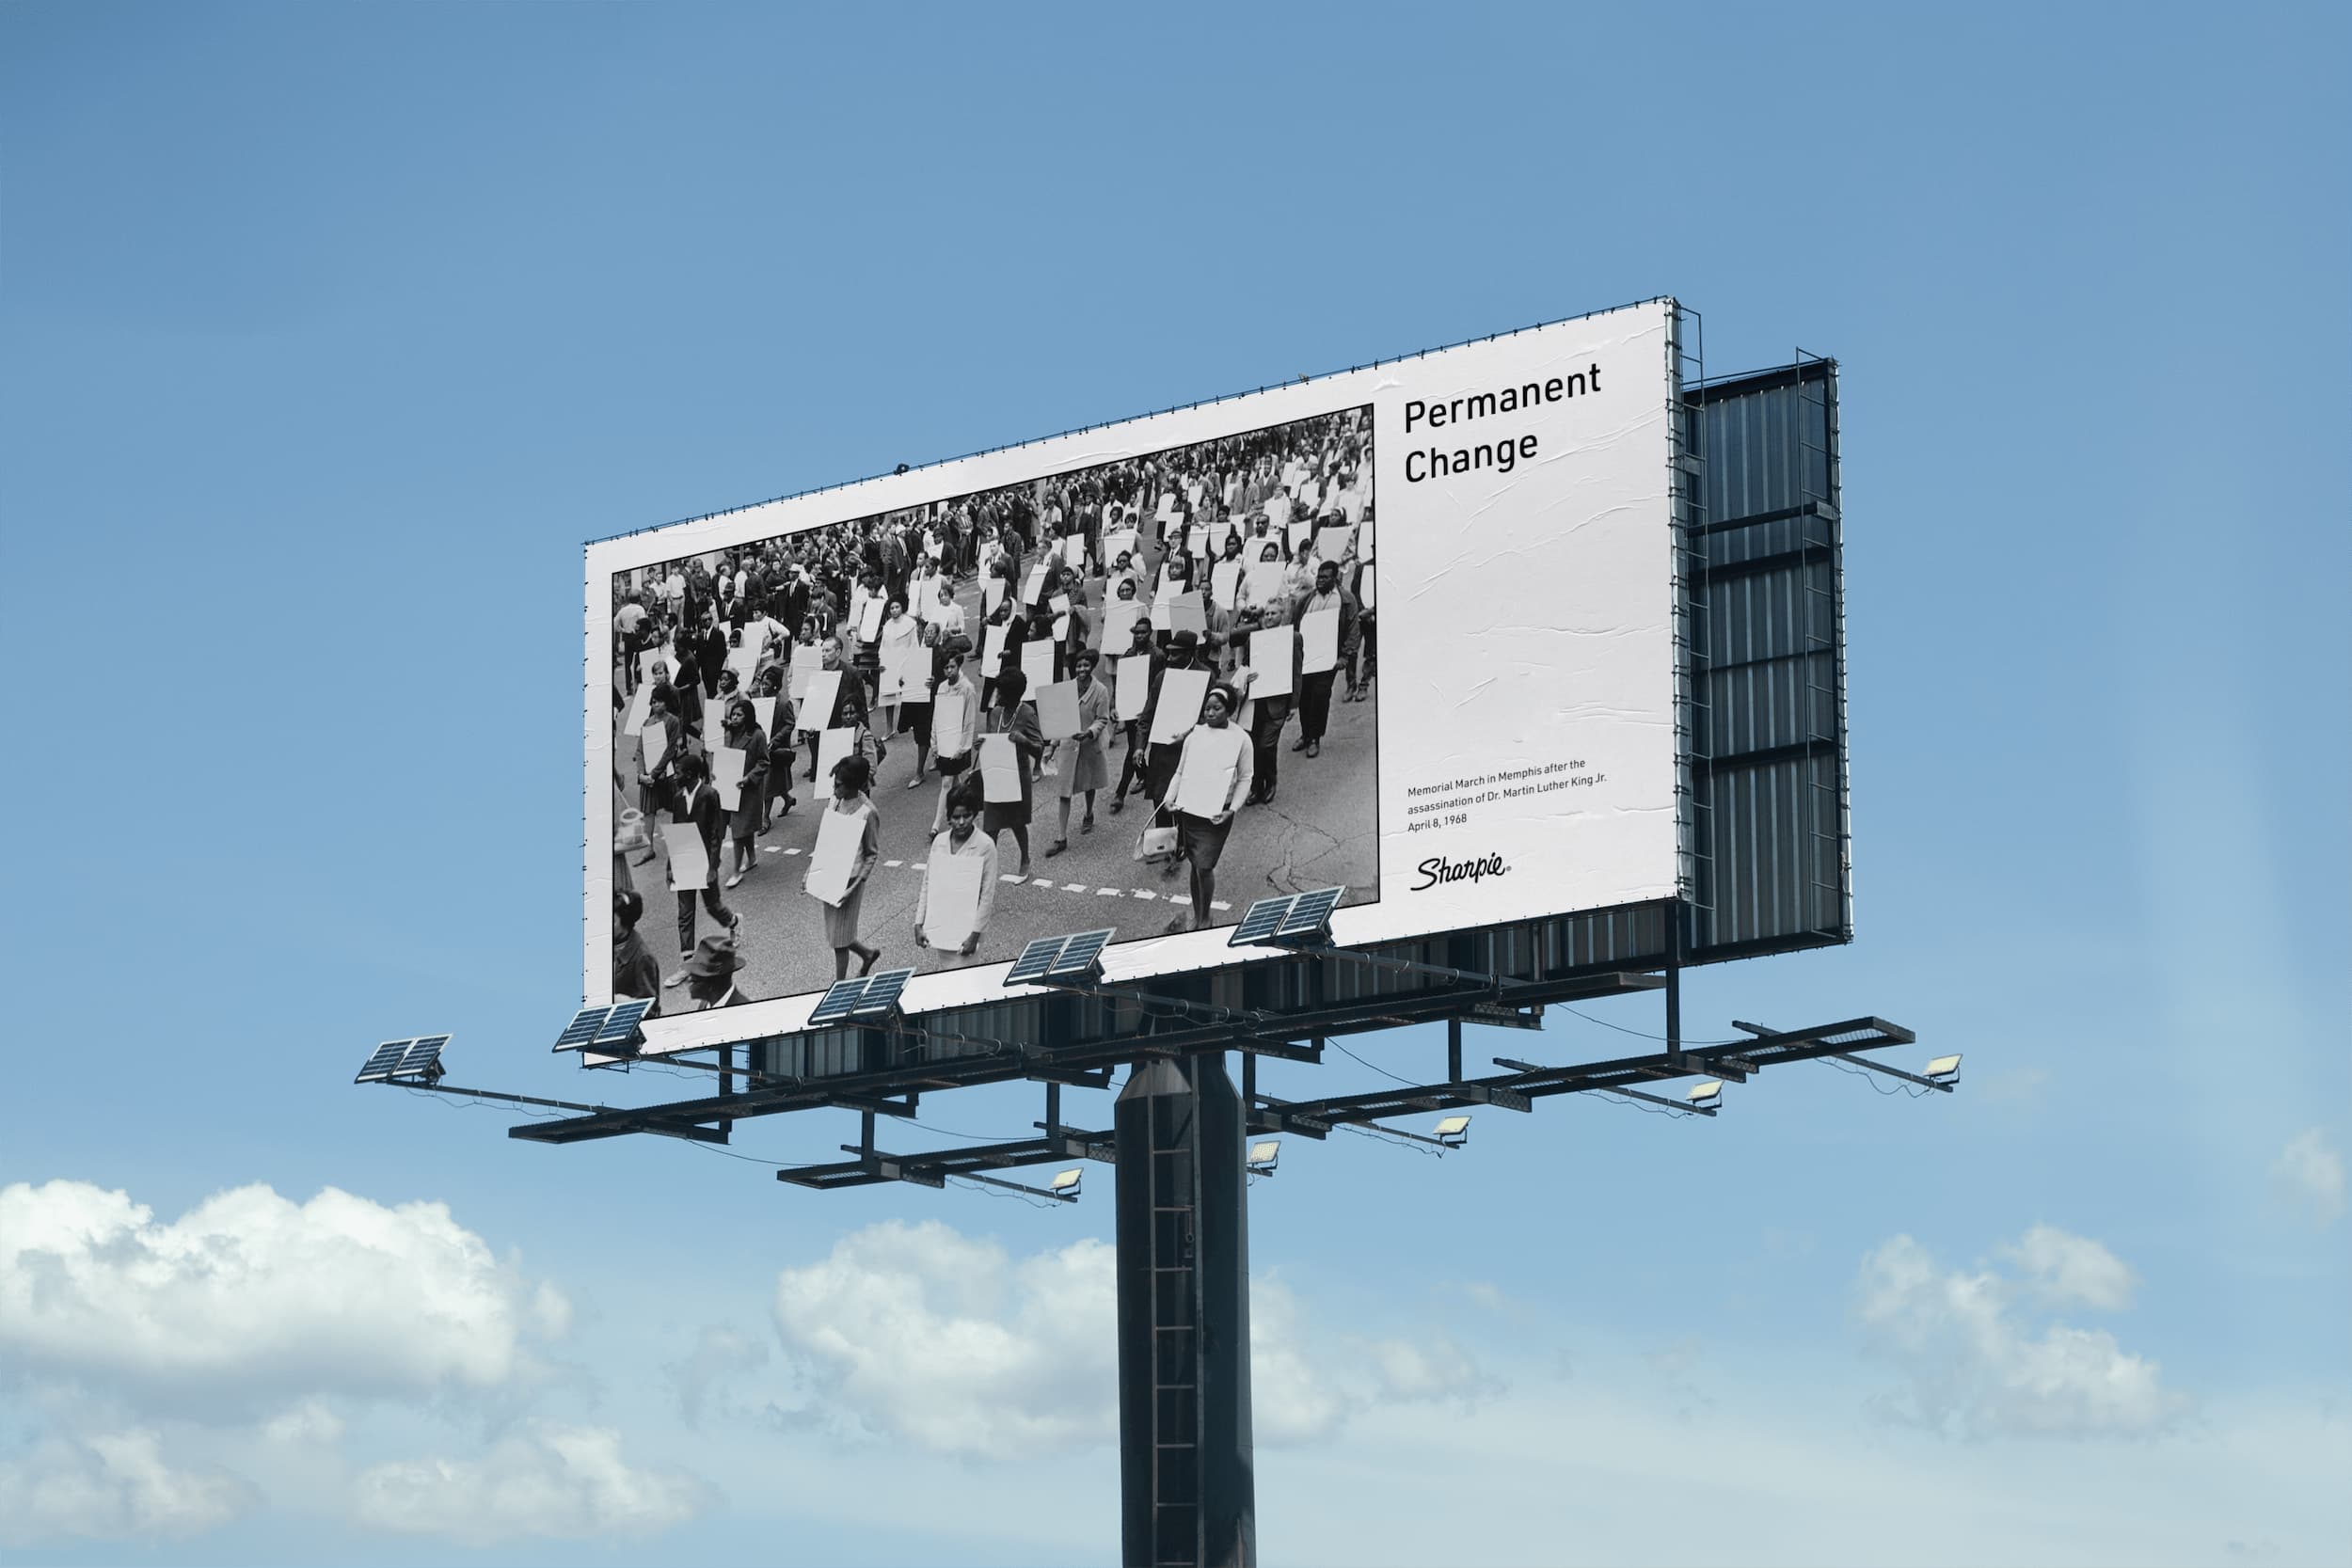 Permanent
Change
Memorial March in Memphis after the
assassination of Dr. Martin Luther King Jr.
April 8, 1968
Sharpie®